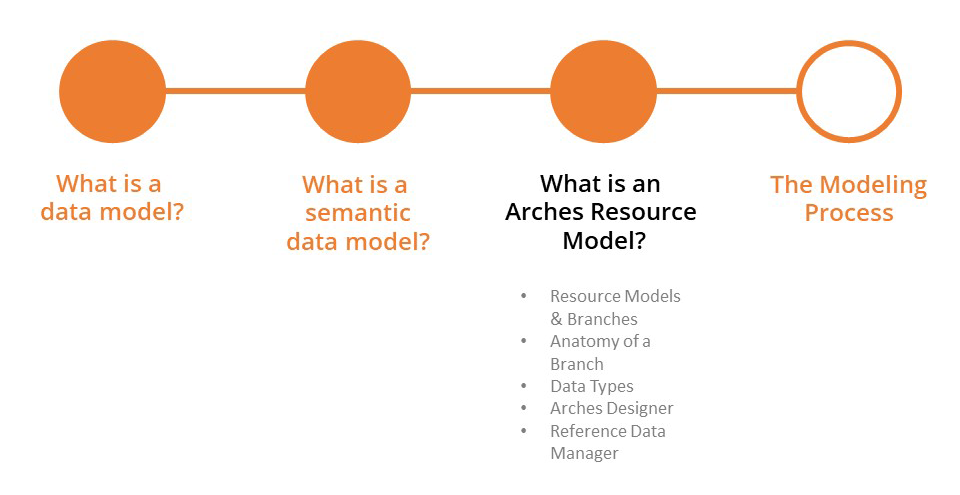 What is a
data model?
What is a
semantic
data model?
What is an
Arches Resource
Model?
• Resource Models
& Branches
• Anatomy of a
Branch
• Data Types
• Arches Designer
• Reference Data
Manager
The Modeling
Process